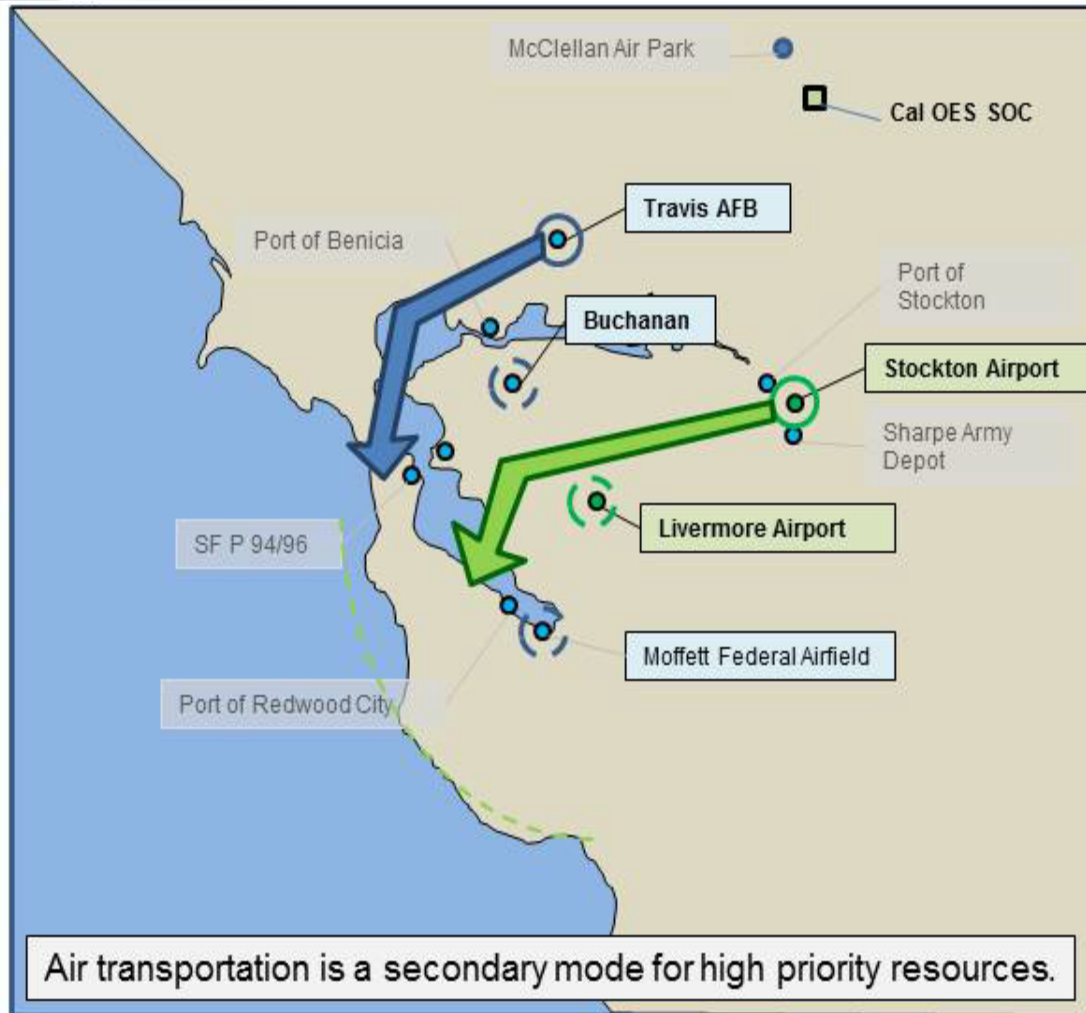 McClellan Air Park
Cal OES SOC
Travis AFB
Port of Benicia
Port of
Stockton
Buchanan
Stockton Airport
Sharpe Army
Depot
SF P 94/96
Livermore Airport
Moffett Federal Airfield
Port of Redwood City
Air transportation is a secondary mode for high priority resources.